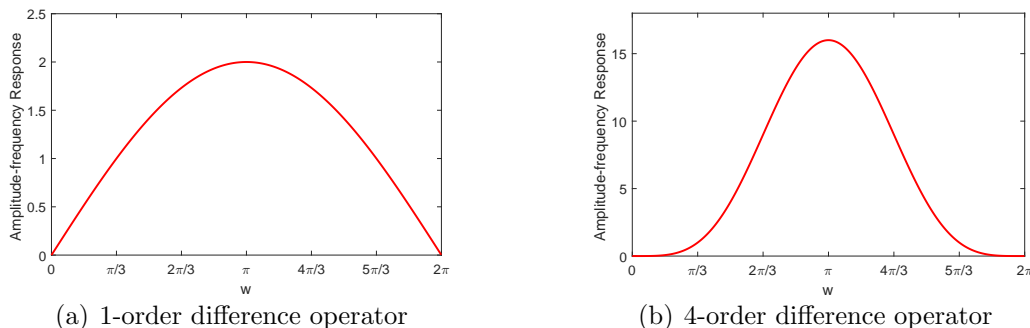 2.5
2
1.5
1
0.5
0
Amplitude-frequency Response
0 π/3 2π/3 π 4π/3 5π/3 2π
w
(a) 1-order difference operator
15
10
5
0
Amplitude-frequency Response
0 π/3 2π/3 π 4π/3 5π/3 2π
w
(b) 4-order difference operator